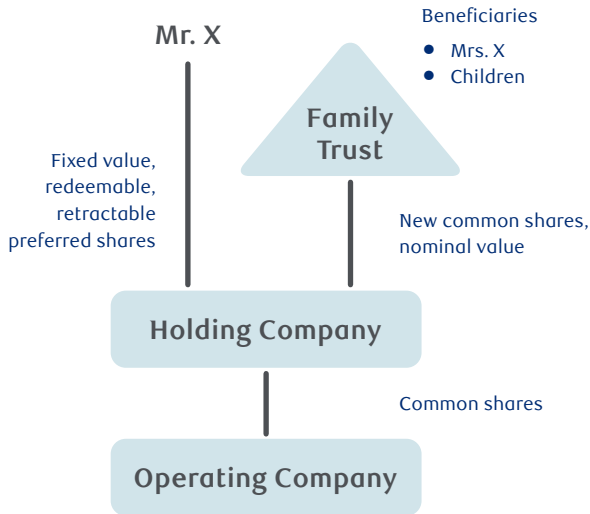 Mr. X
Beneficiaries
• Mrs. X
• Children
Family
Trust
Fixed value,
redeemable,
retractable
preferred shares
New common shares,
nominal value
Holding Company
Common shares
Operating Company